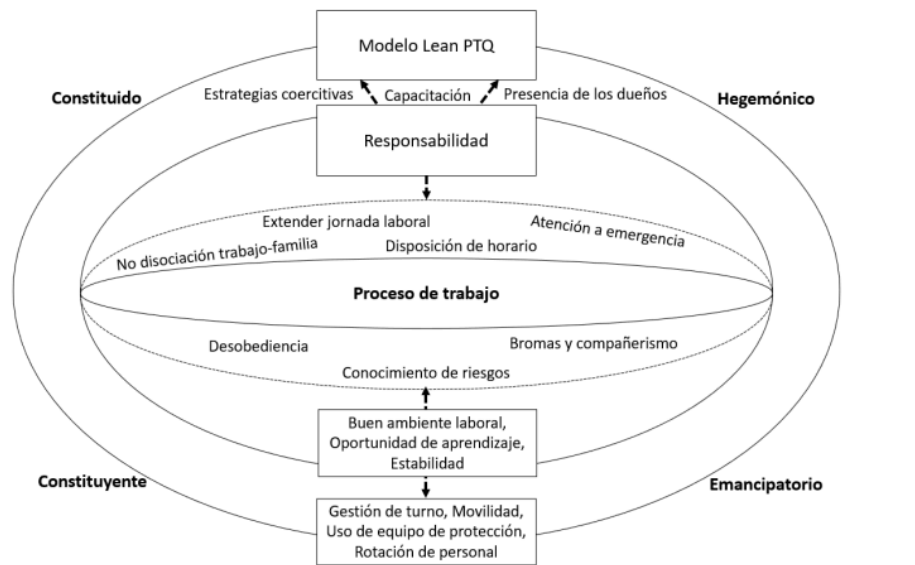 Modelo Lean PTQ
Constituido
Estrategias coercitivas
Capacitación
Presencia de los dueños
Hegemónico
Responsabilidad
Extender jornada laboral
Atención a emergencia
No disociación trabajo-familia
Disposición de horario
Proceso de trabajo
Desobediencia
Bromas y compañerismo
Conocimiento de riesgos
Buen ambiente laboral,
Oportunidad de aprendizaje,
Estabilidad
Constituyente
Emancipatorio
Gestión de turno, Movilidad,
Uso de equipo de protección,
Rotación de personal